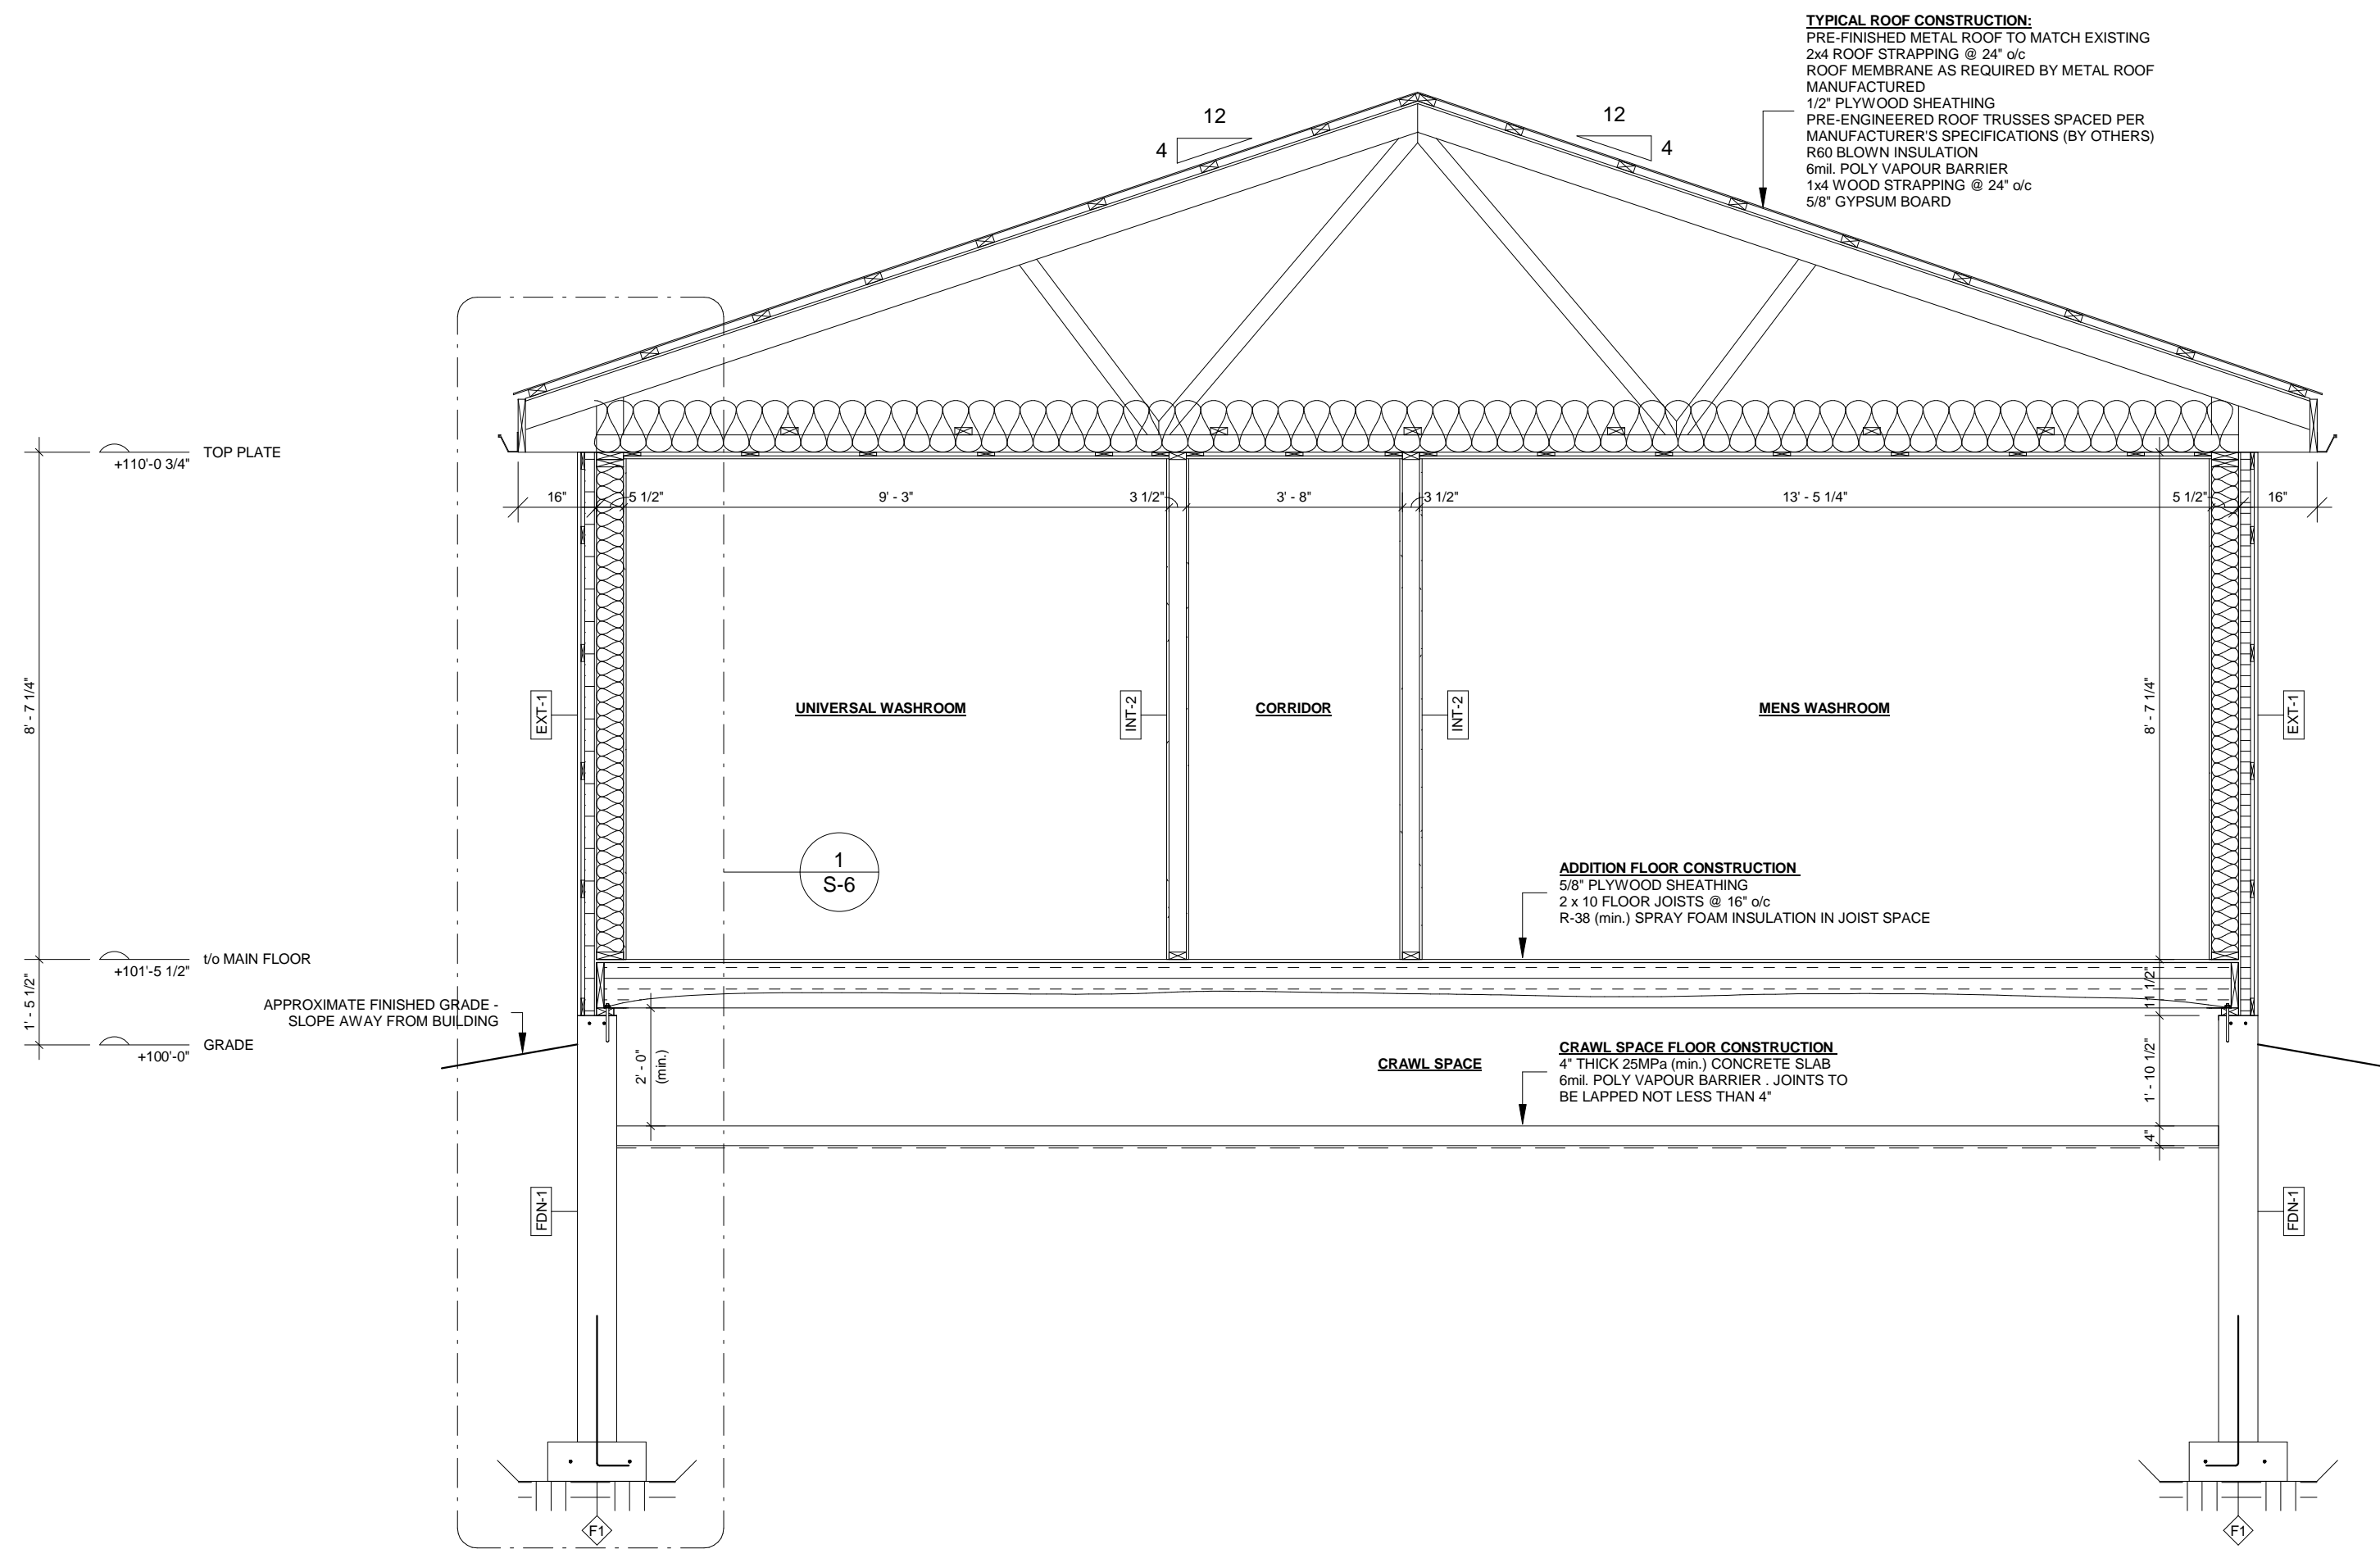 TYPICAL ROOF CONSTRUCTION:
PRE-FINISHED METAL ROOF TO MATCH EXISTING
2x4 ROOF STRAPPING @ 24" o/c
ROOF MEMBRANE AS REQUIRED BY METAL ROOF
MANUFACTURED
1/2" PLYWOOD SHEATHING
PRE-ENGINEERED ROOF TRUSSES SPACED PER
MANUFACTURER'S SPECIFICATIONS (BY OTHERS)
R60 BLOWN INSULATION
6mil. POLY VAPOUR BARRIER
1x4 WOOD STRAPPING @ 24" o/c
5/8" GYPSUM BOARD
12
4
12
4
TOP PLATE
+110'-0 3/4"
16"
5 1/2"
9' - 3"
3 1/2"
3' - 8"
3 1/2"
13' - 5 1/4"
5 1/2"
16"
8' - 7 1/4"
EXT-1
UNIVERSAL WASHROOM
INT-2
CORRIDOR
INT-2
MENS WASHROOM
8' - 7 1/4"
EXT-1
1
S-6
ADDITION FLOOR CONSTRUCTION
5/8" PLYWOOD SHEATHING
2 x 10 FLOOR JOISTS @ 16" o/c
R-38 (min.) SPRAY FOAM INSULATION IN JOIST SPACE
t/o MAIN FLOOR
+101'-5 1/2"
1' - 5 1/2"
11 1/2"
APPROXIMATE FINISHED GRADE -
SLOPE AWAY FROM BUILDING
GRADE
+100'-0"
2' - 0"
(min.)
CRAWL SPACE
CRAWL SPACE FLOOR CONSTRUCTION
4" THICK 25MPa (min.) CONCRETE SLAB
6mil. POLY VAPOUR BARRIER . JOINTS TO
BE LAPPED NOT LESS THAN 4"
1' - 10 1/2"
4"
FDN-1
FDN-1
F1
F1